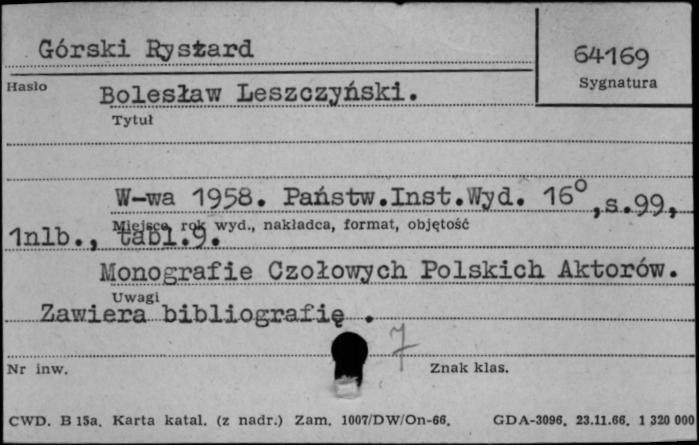 Górski Ryszard
64169
Hasło
Sygnatura
Bolesław Leszczyński.
Tytuł
W-wa 1958. Państw.Inst.Wyd. 16°,s.99,
Miejsce, rok wyd., nakładca, format, objętość
1nlb., tabl.9.
Monografie Czołowych Polskich Aktorów.
Uwagi
Zawiera bibliografię .
7
Nr inw.
Znak klas.
CWD. B 15a. Karta katal. (z nadr.) Zam. 1007/DW/On-66. GDA-3096. 23.11.66. 1 320 000